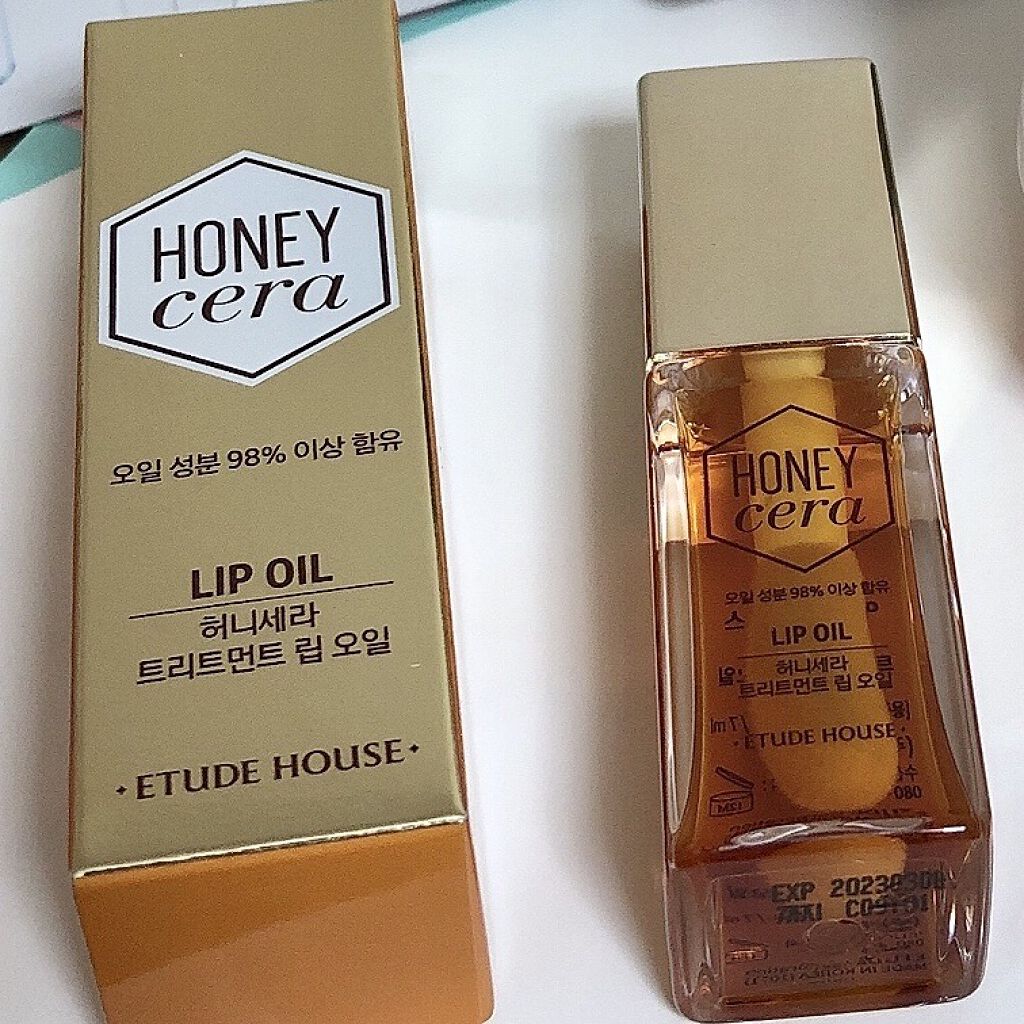 HONEY
cera
오일 성분 98% 이상 함유
LIP OIL
허니세라
트리트먼트 립 오일
ETUDE HOUSE
HONEY
cera
오일 성분 98% 이상 함유
LIP OIL
허니세라
트리트먼트 립 오일
ETUDE HOUSE
12M
EXP